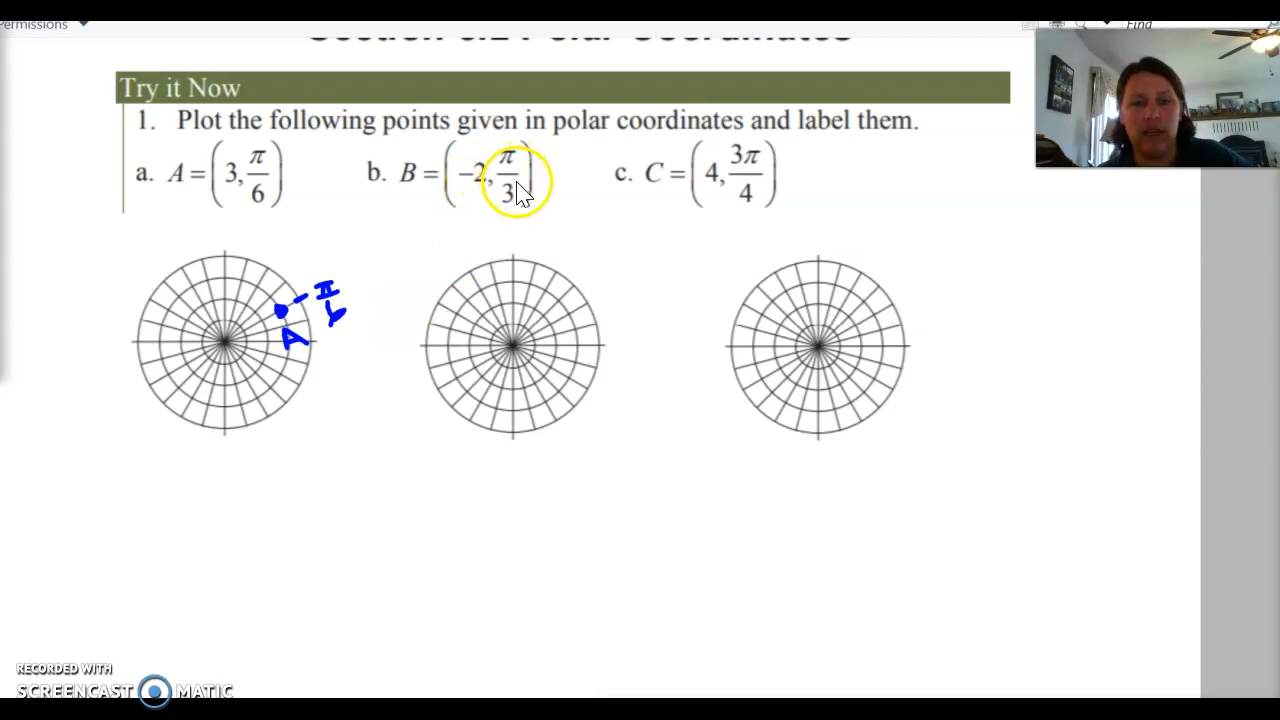 Permissions
Find
Try it Now
1. Plot the following points given in polar coordinates and label them.
a. A = (3, π/6) b. B = (−2, π/3) c. C = (4, 3π/4)
π
6
A
RECORDED WITH
SCREENCAST MATIC